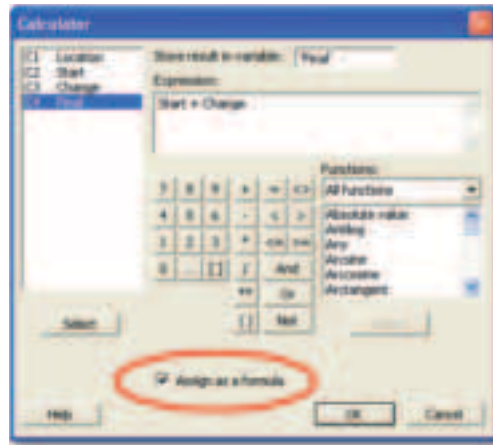 Calculator
C1 Location
C2 Start
C3 Change
C4 Final
Store result in variable: Final
Expression:
Start + Change
Functions:
All functions
7 8 9 + = <>
4 5 6 - < >
1 2 3 * <= >=
0 . [] / And
** Or
() Not
Absolute value
Antilog
Any
Arcsine
Arccosine
Arctangent
Select
Assign as a formula
Help
OK
Cancel